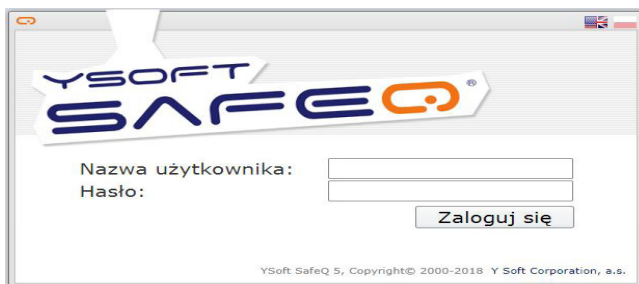 YSOFT
SAFEQ®
Nazwa użytkownika:
Hasło:
Zaloguj się
YSoft SafeQ 5, Copyright© 2000-2018 Y Soft Corporation, a.s.